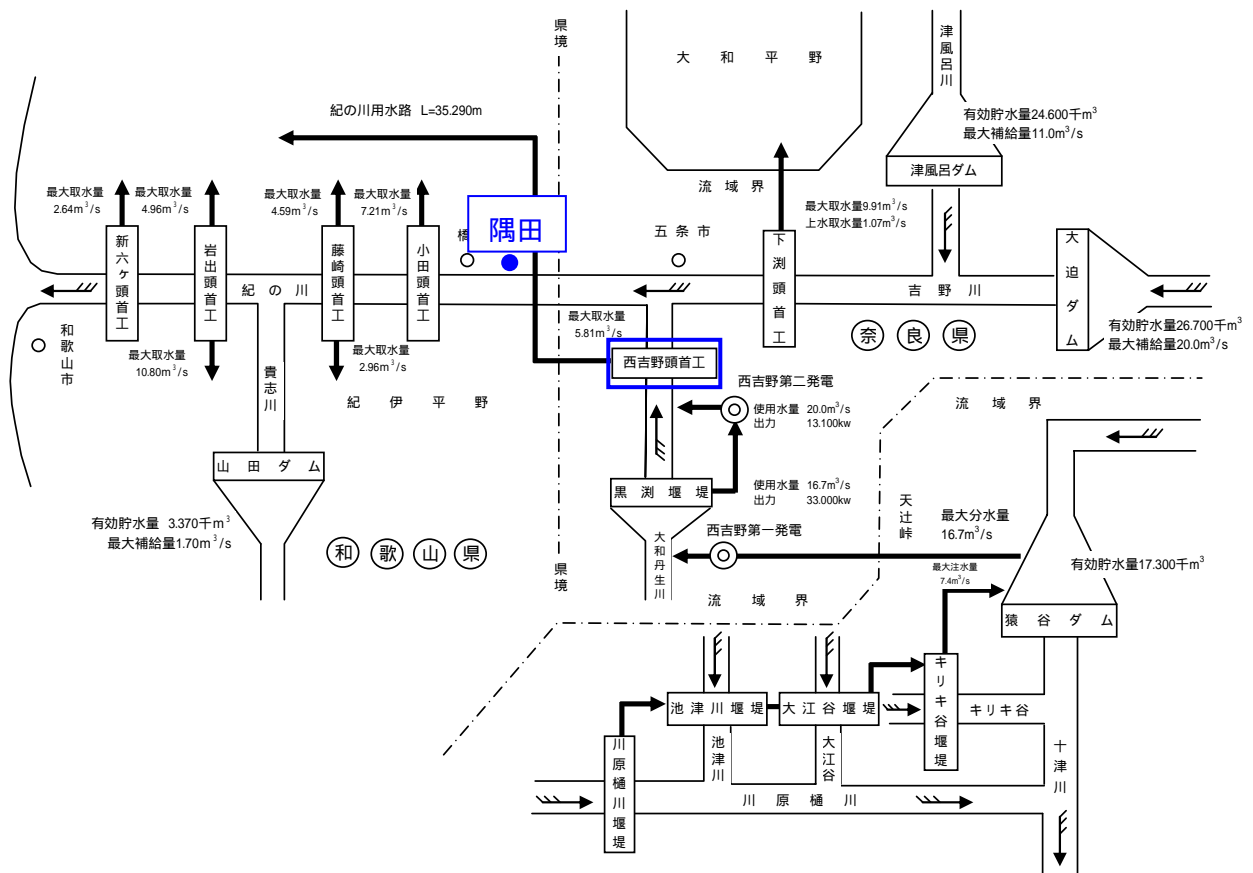 県境
大和平野
津風呂川
紀の川用水路 L=35.290m
有効貯水量24.600千m³
最大補給量11.0m³/s
津風呂ダム
流域界
最大取水量
2.64m³/s
最大取水量
4.96m³/s
最大取水量
4.59m³/s
最大取水量
7.21m³/s
最大取水量9.91m³/s
上水取水量1.07m³/s
隅田
橋
五条市
新六ヶ頭首工
岩出頭首工
藤崎頭首工
小田頭首工
下渕頭首工
大迫ダム
紀の川
吉野川
和歌山市
最大取水量
10.80m³/s
貴志川
最大取水量
2.96m³/s
最大取水量
5.81m³/s
奈良県
有効貯水量26.700千m³
最大補給量20.0m³/s
西吉野頭首工
紀伊平野
西吉野第二発電
使用水量 20.0m³/s
出力 13.100kw
流域界
山田ダム
黒渕堰堤
使用水量 16.7m³/s
出力 33.000kw
有効貯水量 3.370千m³
最大補給量1.70m³/s
和歌山県
県境
大和丹生川
西吉野第一発電
天辻峠
最大分水量
16.7m³/s
最大注水量
7.4m³/s
有効貯水量17.300千m³
流域界
猿谷ダム
池津川堰堤
大江谷堰堤
キリキ谷堰堤
キリキ谷
川原樋川堰堤
池津川
大江谷
十津川
川原樋川